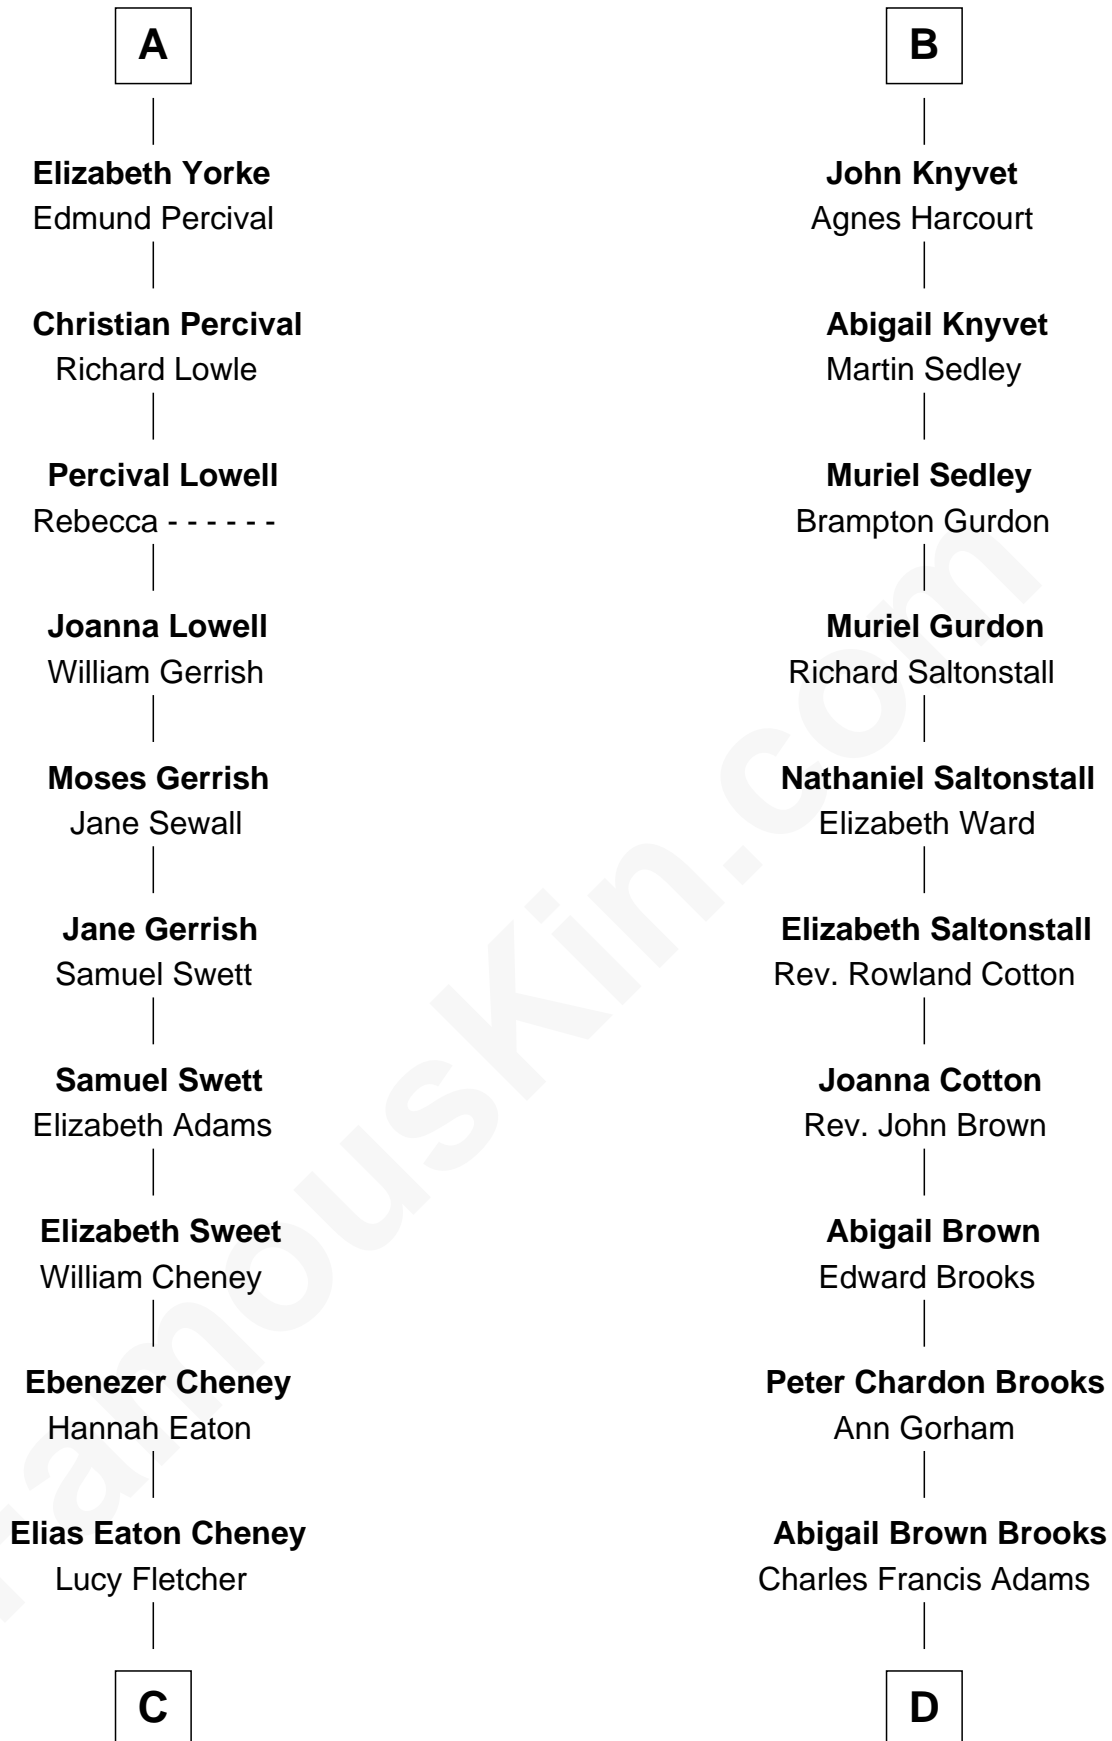 A
Elizabeth Yorke
Edmund Percival
Christian Percival
Richard Lowle
Percival Lowell
Rebecca - - - - - -
Joanna Lowell
William Gerrish
Moses Gerrish
Jane Sewall
Jane Gerrish
Samuel Swett
Samuel Swett
Elizabeth Adams
Elizabeth Sweet
William Cheney
Ebenezer Cheney
Hannah Eaton
Elias Eaton Cheney
Lucy Fletcher
C
B
John Knyvet
Agnes Harcourt
Abigail Knyvet
Martin Sedley
Muriel Sedley
Brampton Gurdon
Muriel Gurdon
Richard Saltonstall
Nathaniel Saltonstall
Elizabeth Ward
Elizabeth Saltonstall
Rev. Rowland Cotton
Joanna Cotton
Rev. John Brown
Abigail Brown
Edward Brooks
Peter Chardon Brooks
Ann Gorham
Abigail Brown Brooks
Charles Francis Adams
D
FamousKin.com